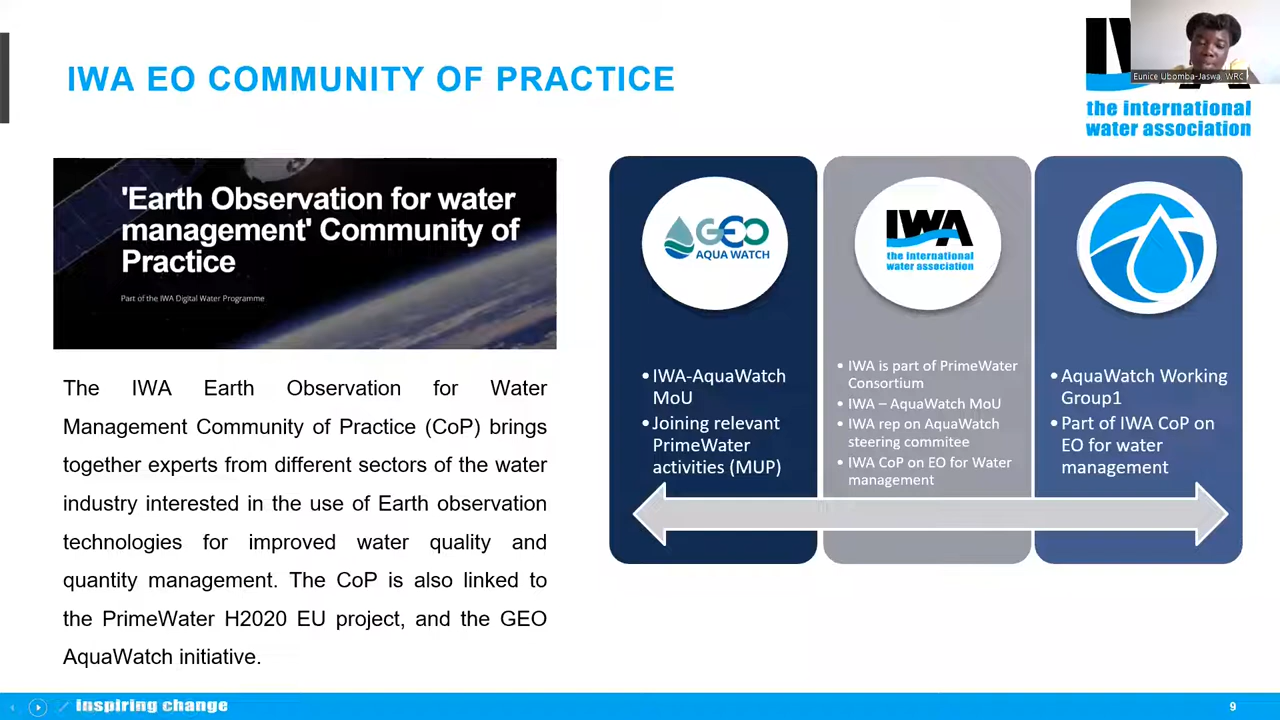 IWA EO COMMUNITY OF PRACTICE
Eunice Ubomba-Jaswa, WRC
the international
water association
'Earth Observation for water
management' Community of
Practice
Part of the IWA Digital Water Programme
The IWA Earth Observation for Water
Management Community of Practice (CoP) brings
together experts from different sectors of the water
industry interested in the use of Earth observation
technologies for improved water quality and
quantity management. The CoP is also linked to
the PrimeWater H2020 EU project, and the GEO
AquaWatch initiative.
GEO
AQUA WATCH
•IWA-AquaWatch
MoU
•Joining relevant
PrimeWater
activities (MUP)
IWA
the international
water association
•IWA is part of PrimeWater
Consortium
•IWA – AquaWatch MoU
•IWA rep on AquaWatch
steering commitee
•IWA CoP on EO for Water
management
•AquaWatch Working
Group1
•Part of IWA CoP on
EO for water
management
inspiring change
9